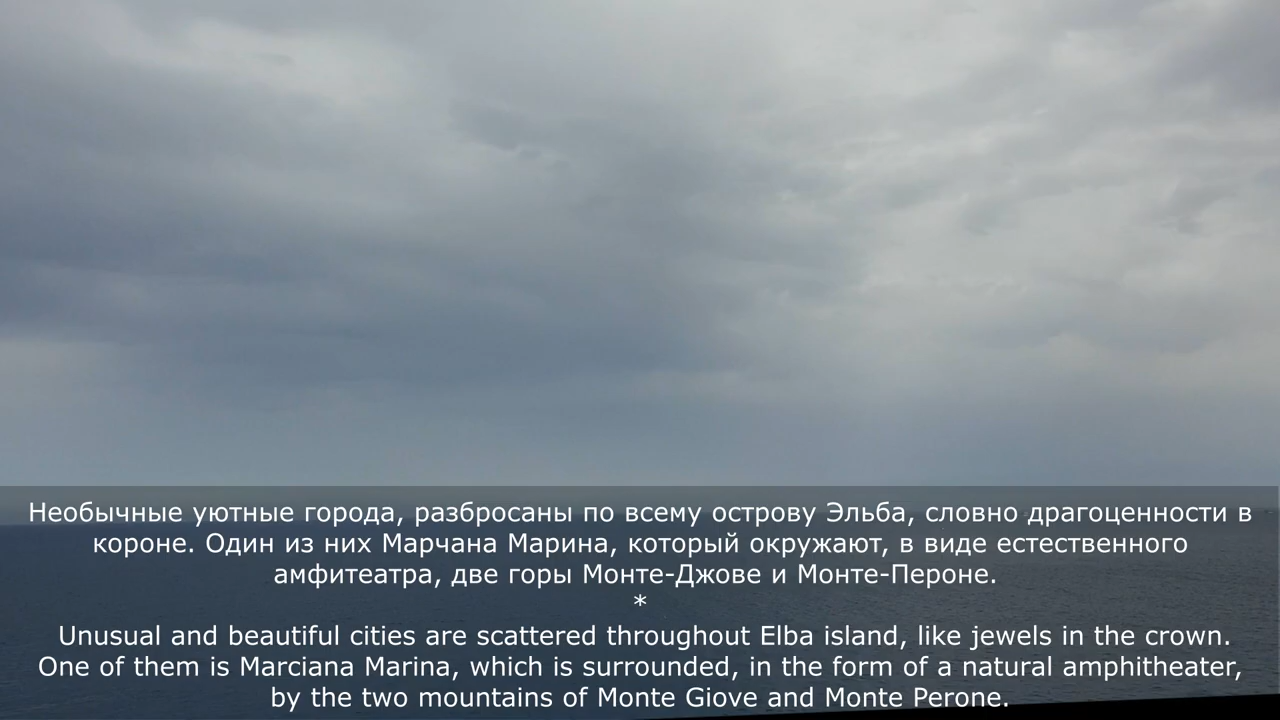 Необычные уютные города, разбросаны по всему острову Эльба, словно драгоценности в
короне. Один из них Марчана Марина, который окружают, в виде естественного
амфитеатра, две горы Монте-Джове и Монте-Пероне.
*
Unusual and beautiful cities are scattered throughout Elba island, like jewels in the crown.
One of them is Marciana Marina, which is surrounded, in the form of a natural amphitheater,
by the two mountains of Monte Giove and Monte Perone.